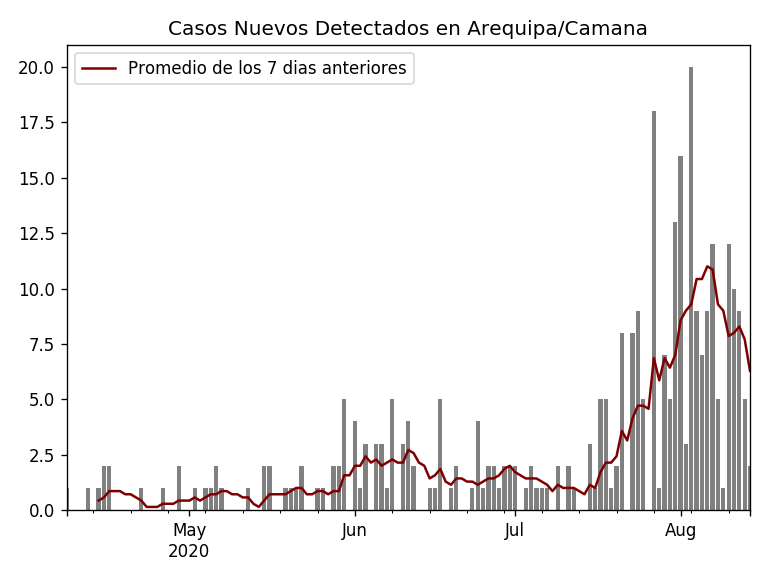 Casos Nuevos Detectados en Arequipa/Camana
Promedio de los 7 dias anteriores
20.0
17.5
15.0
12.5
10.0
7.5
5.0
2.5
0.0
May
2020
Jun
Jul
Aug